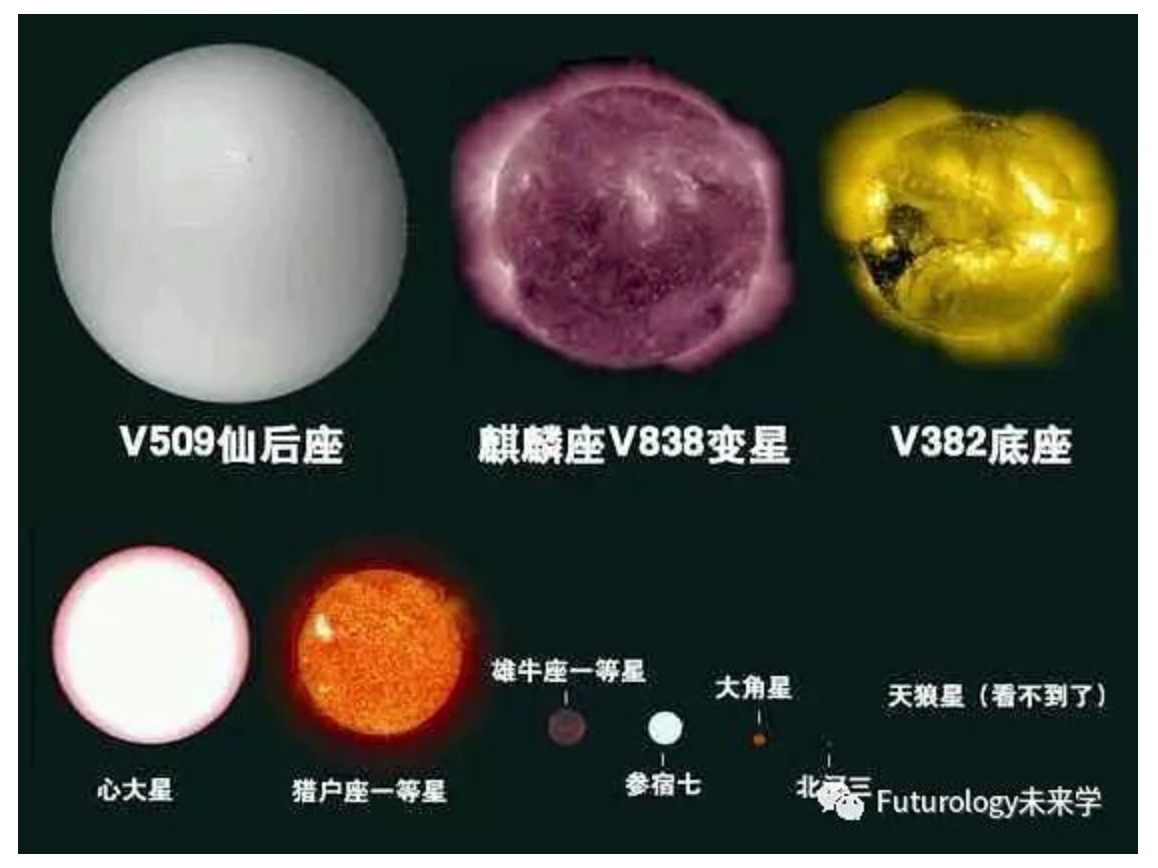 V509仙后座
麒麟座V838变星
V382底座
雄牛座一等星
大角星
天狼星（看不到了）
心大星
猎户座一等星
参宿七
北河三
Futurology未来学